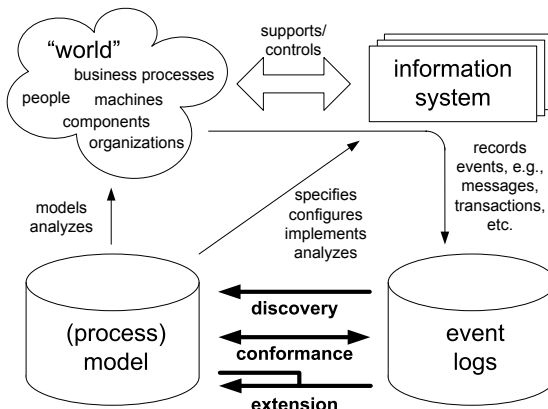 “world”
business processes
people machines
components
organizations
supports/
controls
information
system
models
analyzes
specifies
configures
implements
analyzes
records
events, e.g.,
messages,
transactions,
etc.
(process)
model
discovery
conformance
extension
event
logs